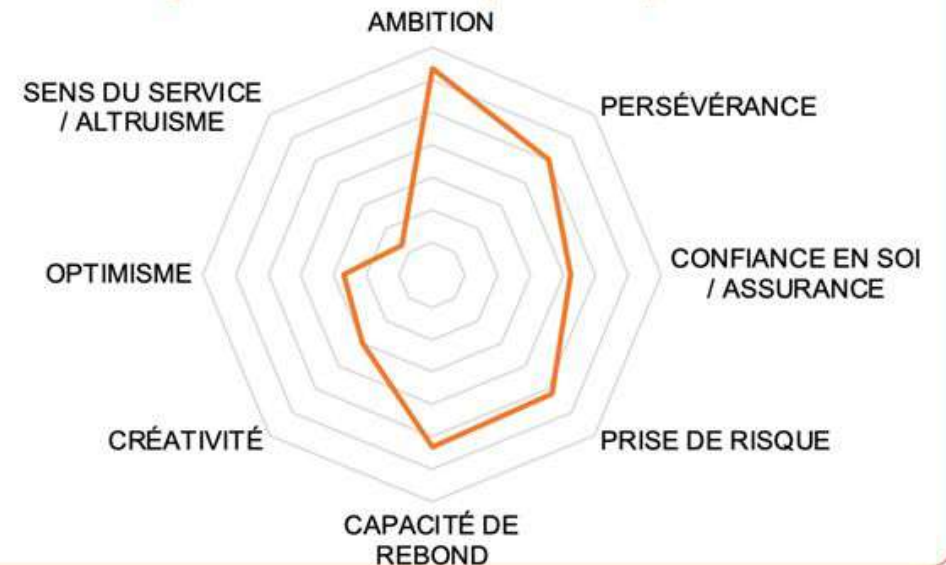 AMBITION
SENS DU SERVICE
/ ALTRUISME
PERSÉVÉRANCE
OPTIMISME
CONFIANCE EN SOI
/ ASSURANCE
CRÉATIVITÉ
PRISE DE RISQUE
CAPACITÉ DE
REBOND